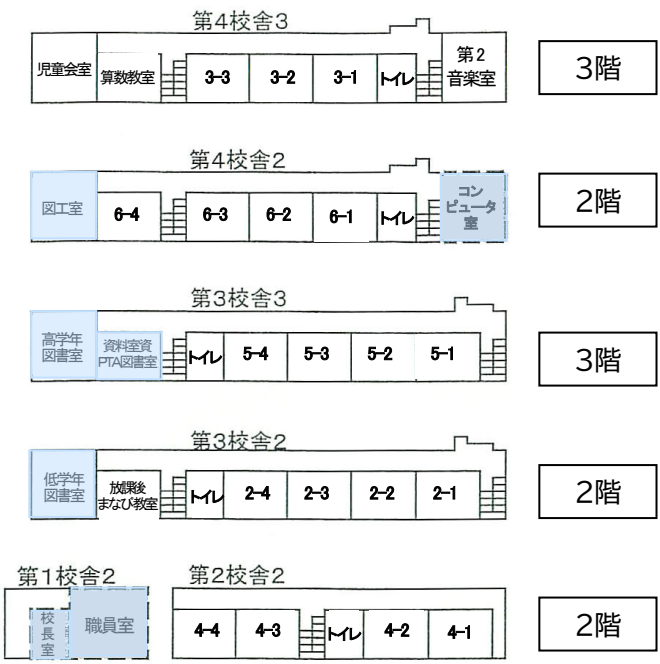 第4校舎3
児童会室
算数教室
3-3
3-2
3-1
トイレ
第2
音楽室
3階
第4校舎2
図工室
6-4
6-3
6-2
6-1
トイレ
コン
ピュータ
室
2階
第3校舎3
高学年
図書室
資料室資
PTA図書室
トイレ
5-4
5-3
5-2
5-1
3階
第3校舎2
低学年
図書室
放課後
まなび教室
トイレ
2-4
2-3
2-2
2-1
2階
第1校舎2
校
長
室
職員室
第2校舎2
4-4
4-3
トイレ
4-2
4-1
2階